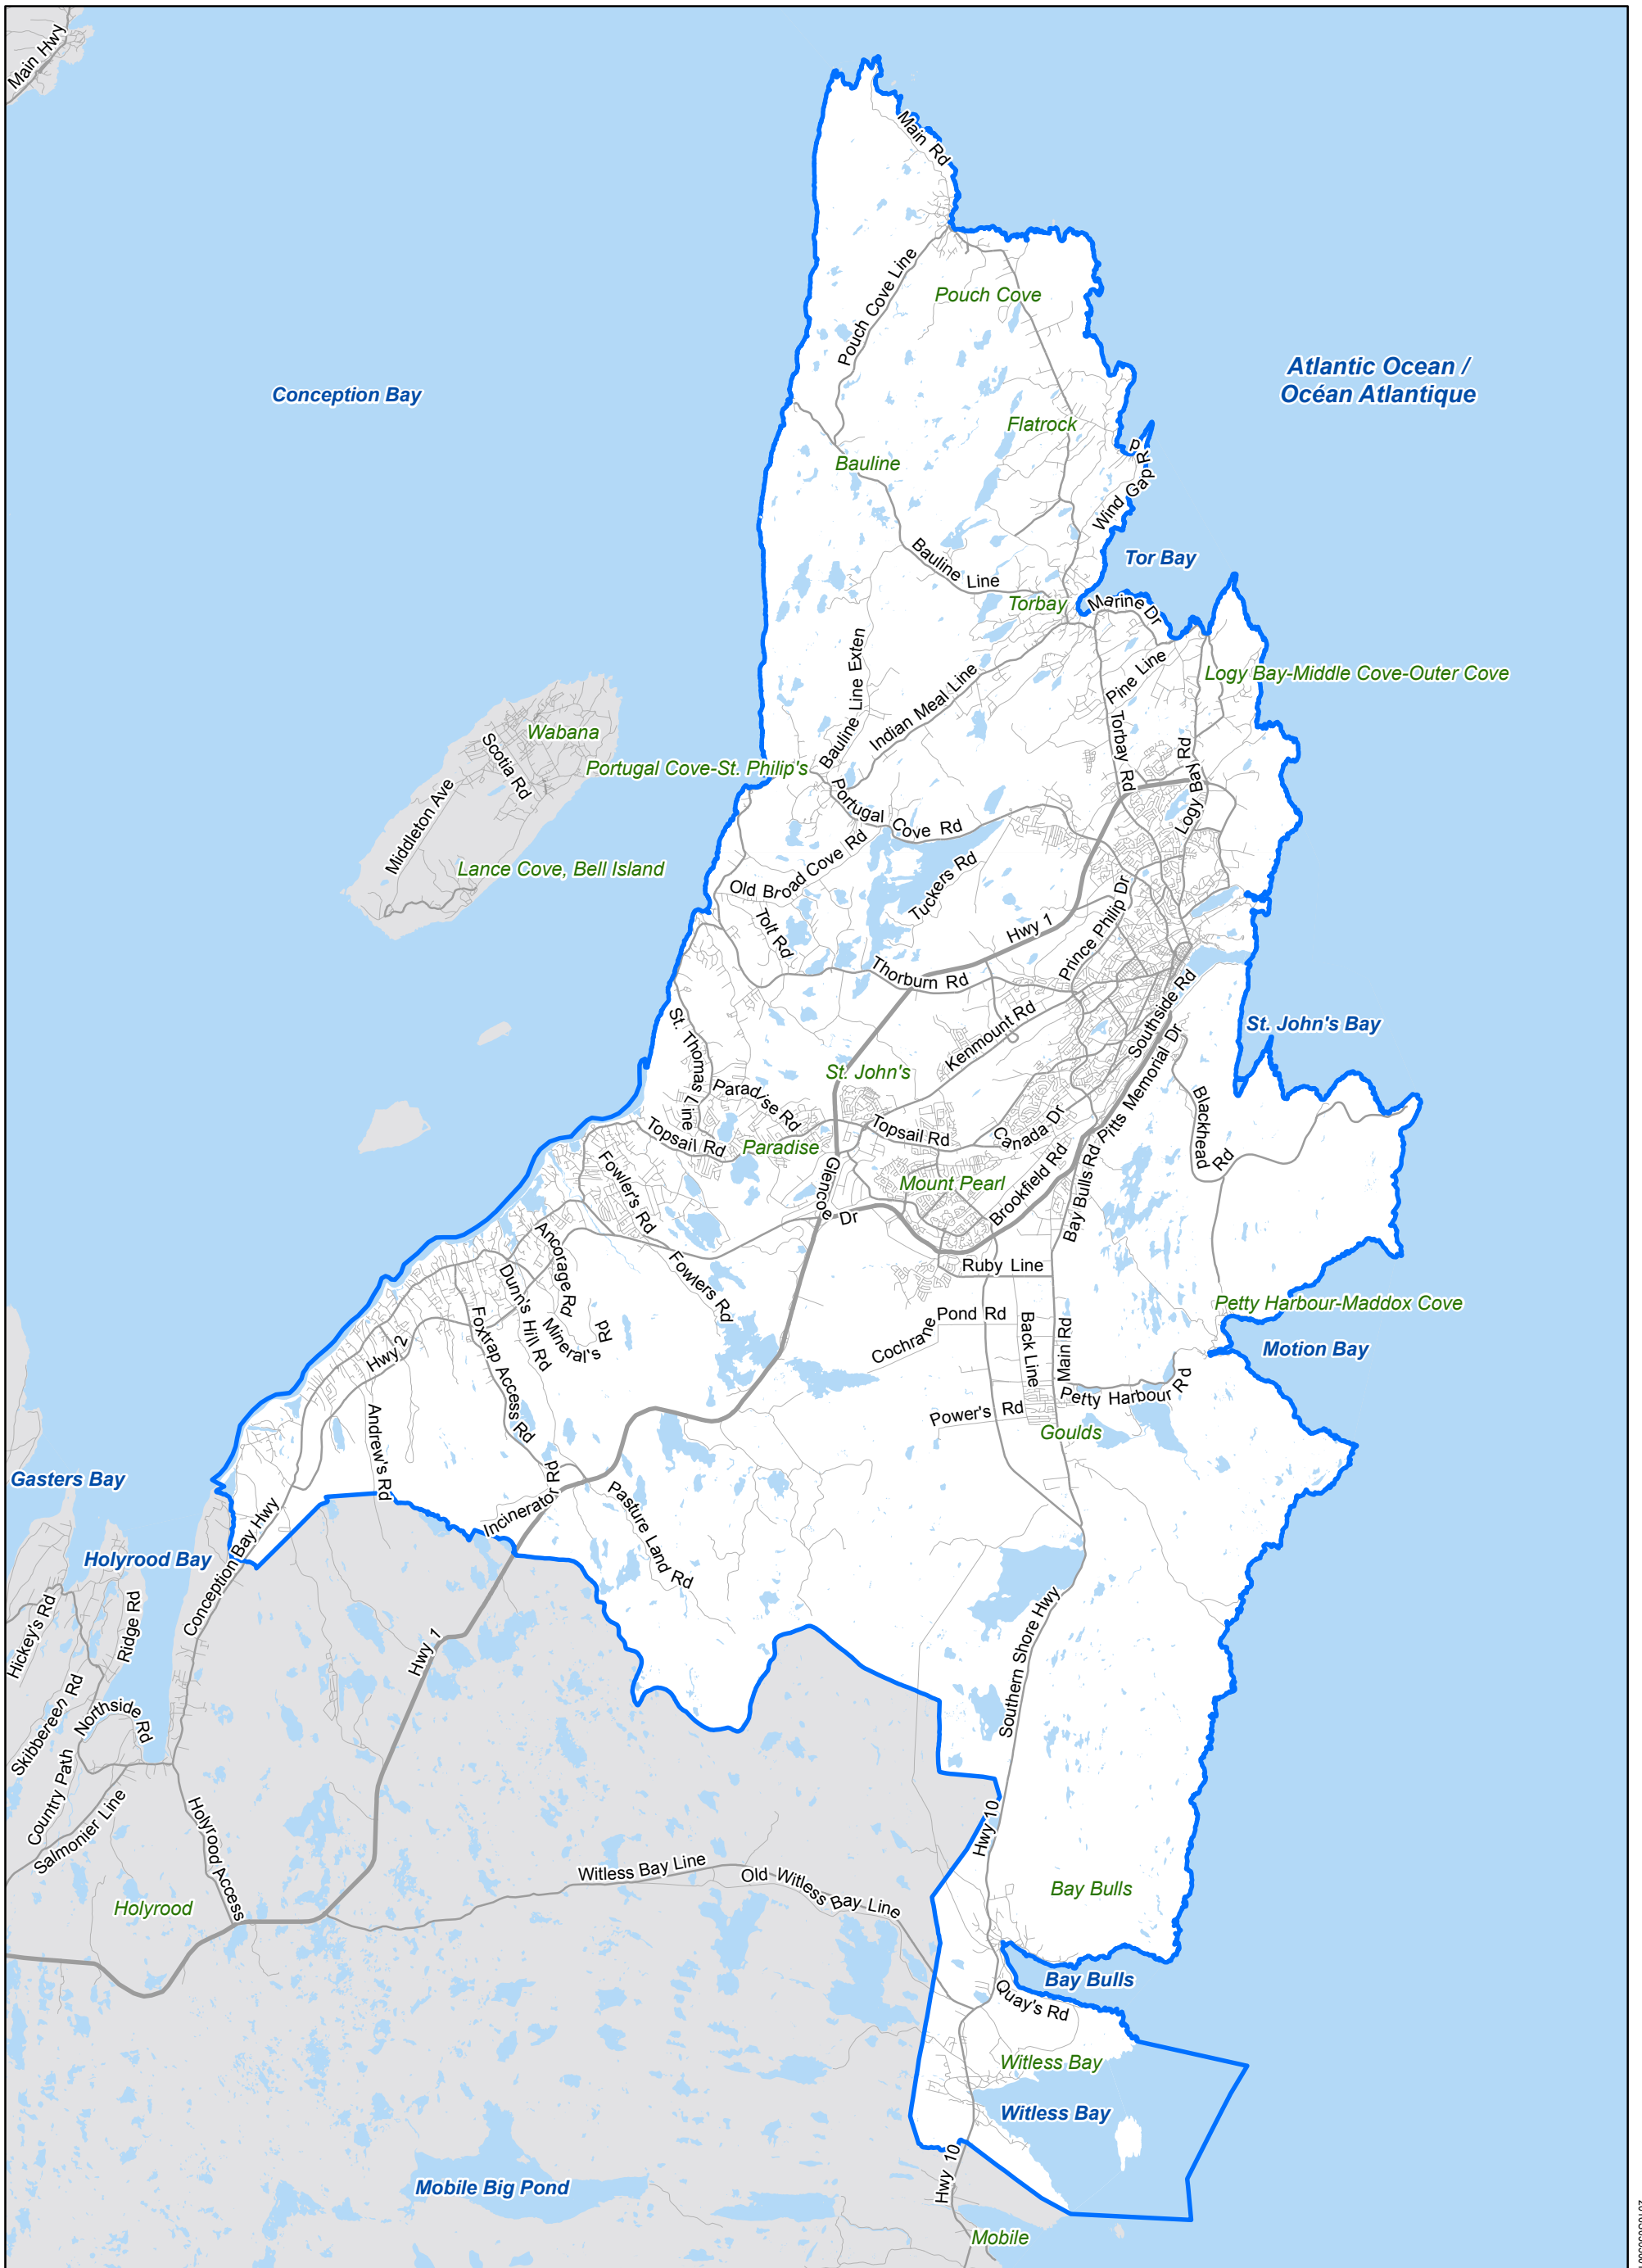 Main Hwy
Main Rd
Pouch Cove Line
Pouch Cove
Atlantic Ocean /
Océan Atlantique
Conception Bay
Flatrock
Bauline
Wind Gap Rd
Tor Bay
Bauline Line
Torbay
Marine Dr
Bauline Line Exten
Indian Meal Line
Pine Line
Logy Bay-Middle Cove-Outer Cove
Torbay Rd
Logy Bay Rd
Wabana
Scotia Rd
Middleton Ave
Portugal Cove-St. Philip's
Portugal Cove Rd
Lance Cove, Bell Island
Old Broad Cove Rd
Tuckers Rd
Tolt Rd
Hwy 1
Prince Philip Dr
Thorburn Rd
Southside Rd
Kenmount Rd
St. John's Bay
St. Thomas Line
St. John's
Paradise Rd
Pitts Memorial Dr
Blackhead Rd
Topsail Rd
Topsail Rd
Canada Dr
Paradise
Mount Pearl
Brookfield Rd
Bay Bulls Rd
Fowler's Rd
Glencoe Dr
Ancorage Rd
Ruby Line
Fowlers Rd
Dunn's Hill Rd
Mineral's Rd
Foxtrap Access Rd
Petty Harbour-Maddox Cove
Cochrane Pond Rd
Back Line
Main Rd
Motion Bay
Hwy 2
Petty Harbour Rd
Power's Rd
Goulds
Andrew's Rd
Gasters Bay
Incinerator Rd
Pasture Land Rd
Conception Bay Hwy
Holyrood Bay
Hickey's Rd
Ridge Rd
Hwy 1
Southern Shore Hwy
Skibbereen Rd
Northside Rd
Country Path
Salmonier Line
Holyrood Access
Hwy 10
Witless Bay Line
Old Witless Bay Line
Bay Bulls
Holyrood
Bay Bulls
Quay's Rd
Witless Bay
Witless Bay
Hwy 10
Mobile Big Pond
Mobile